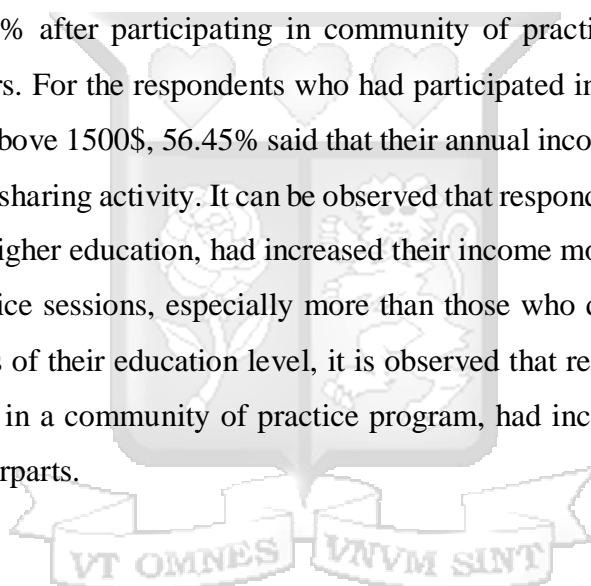 0% after participating in community of practi
rs. For the respondents who had participated in
bove 1500$, 56.45% said that their annual inco
sharing activity. It can be observed that respond
igher education, had increased their income mo
ice sessions, especially more than those who d
s of their education level, it is observed that re
in a community of practice program, had inc
rparts.
VT OMNES VNVM SINT